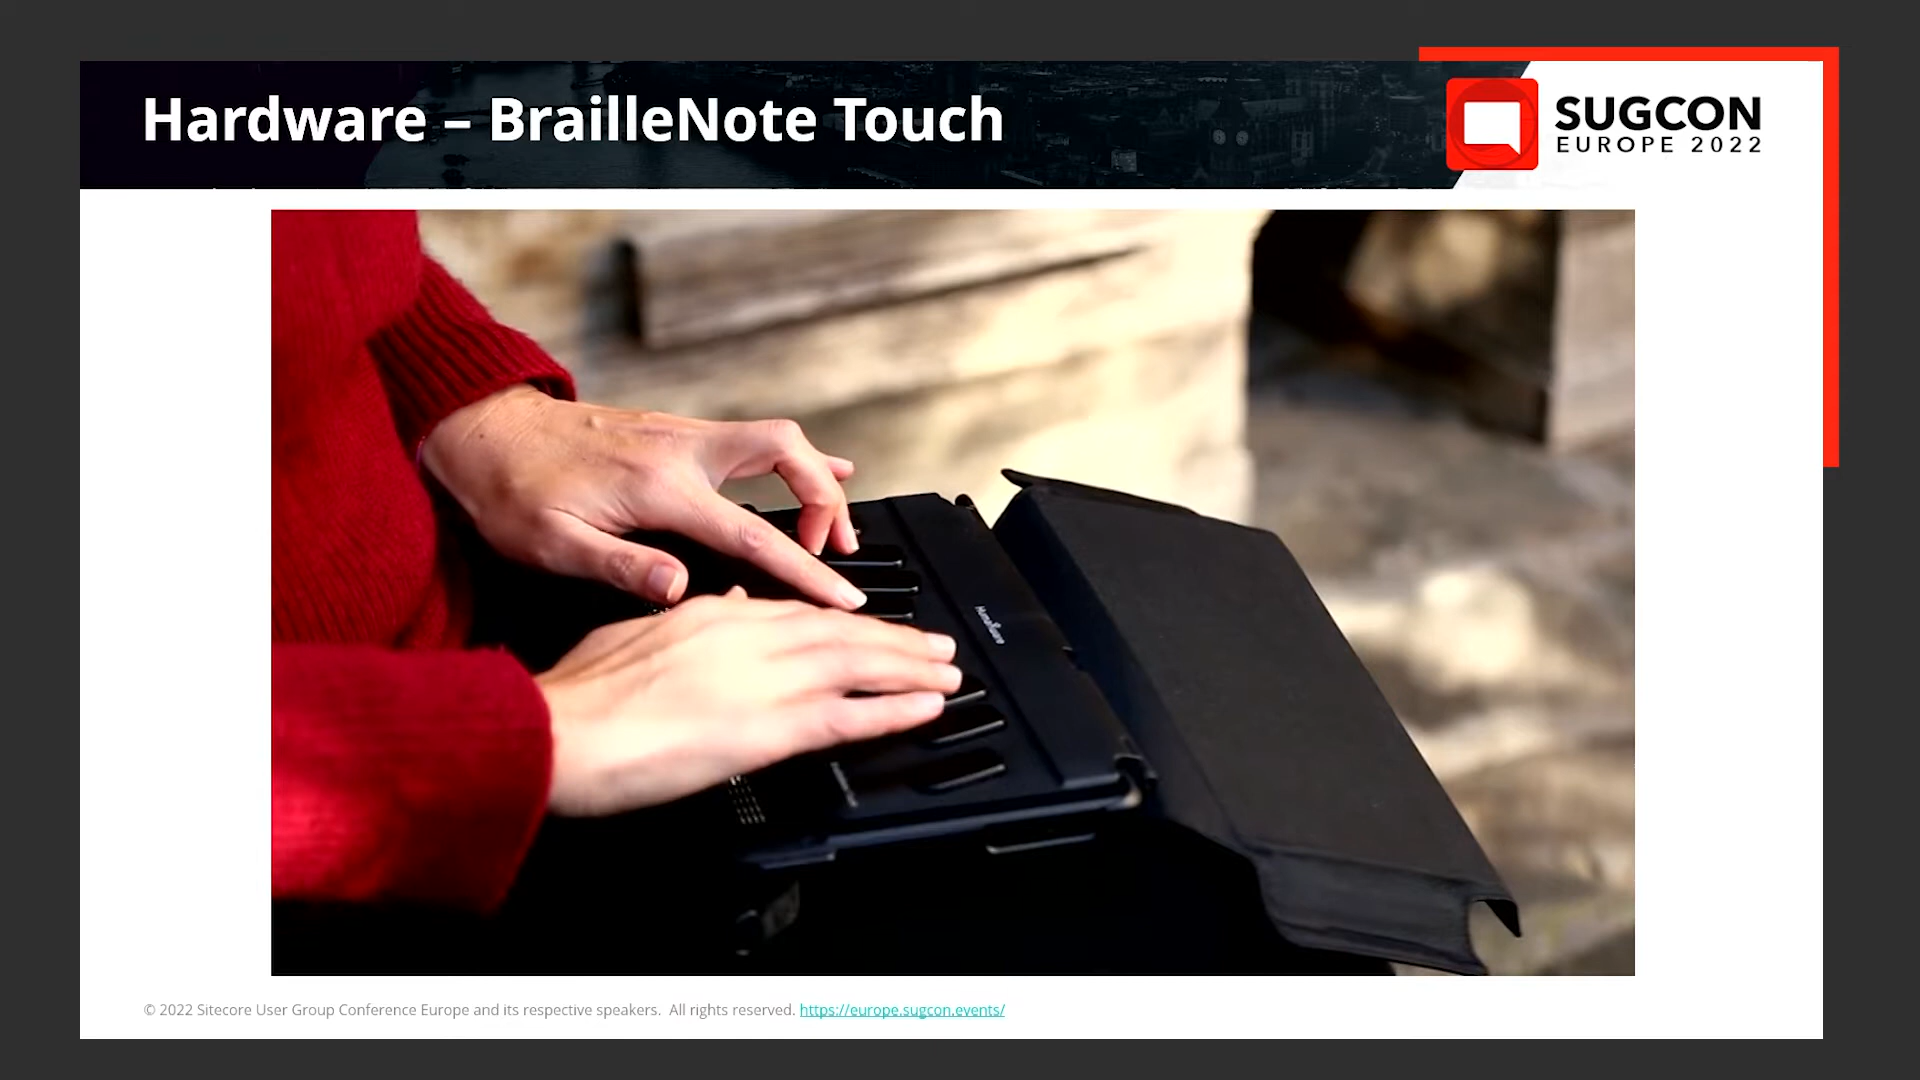 Hardware – BrailleNote Touch
SUGCON
EUROPE 2022
HumanWare
© 2022 Sitecore User Group Conference Europe and its respective speakers. All rights reserved. https://europe.sugcon.events/